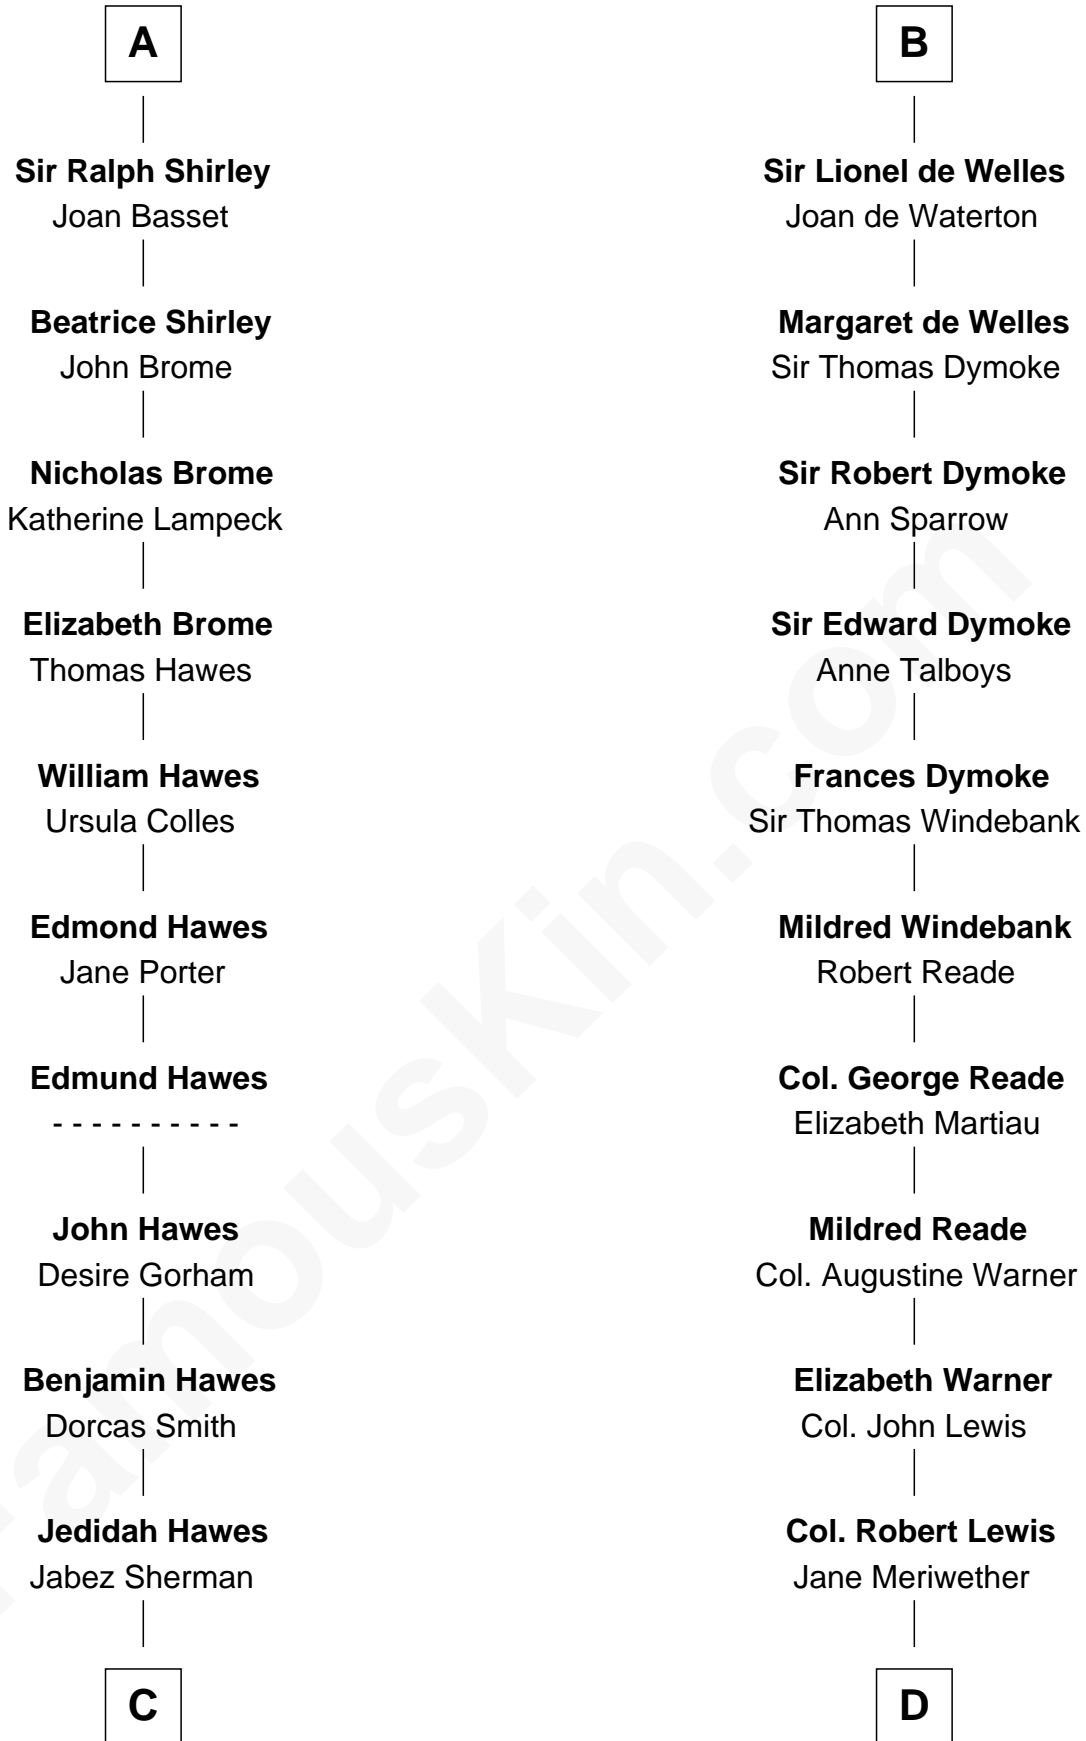 A
Sir Ralph Shirley
Joan Basset
Beatrice Shirley
John Brome
Nicholas Brome
Katherine Lampeck
Elizabeth Brome
Thomas Hawes
William Hawes
Ursula Colles
Edmond Hawes
Jane Porter
Edmund Hawes
- - - - - - - - - -
John Hawes
Desire Gorham
Benjamin Hawes
Dorcas Smith
Jedidah Hawes
Jabez Sherman
C
B
Sir Lionel de Welles
Joan de Waterton
Margaret de Welles
Sir Thomas Dymoke
Sir Robert Dymoke
Ann Sparrow
Sir Edward Dymoke
Anne Talboys
Frances Dymoke
Sir Thomas Windebank
Mildred Windebank
Robert Reade
Col. George Reade
Elizabeth Martiau
Mildred Reade
Col. Augustine Warner
Elizabeth Warner
Col. John Lewis
Col. Robert Lewis
Jane Meriwether
D
FamousKin.com